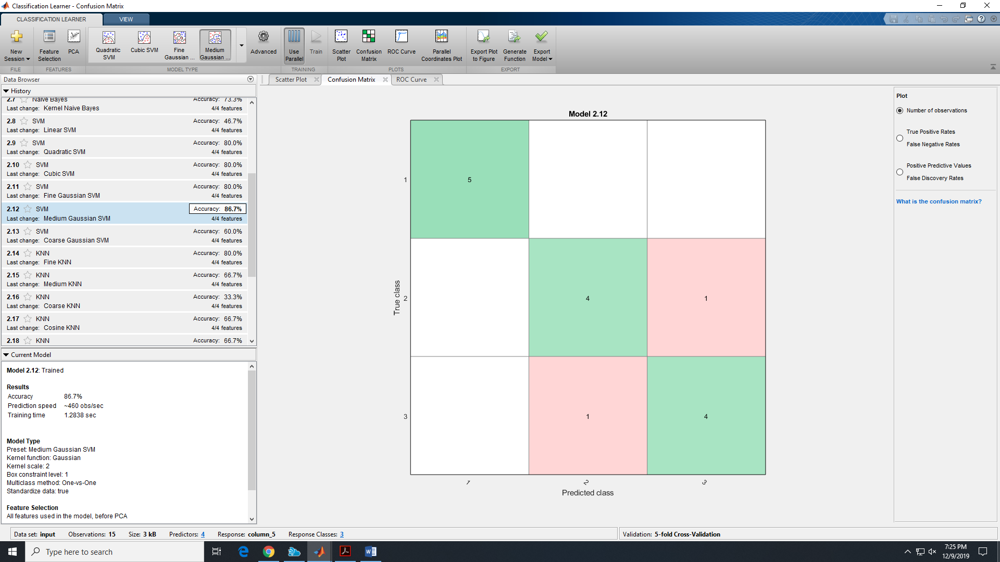 Classification Learner - Confusion Matrix
CLASSIFICATION LEARNER
VIEW
New
Session
Feature
Selection
PCA
Quadratic
SVM
Cubic SVM
Fine
Gaussian ...
Medium
Gaussian ...
Advanced
Use
Parallel
Train
Scatter
Plot
Confusion
Matrix
ROC Curve
Parallel
Coordinates Plot
Export Plot
to Figure
Generate
Function
Export
Model
FILE
FEATURES
MODEL TYPE
TRAINING
PLOTS
EXPORT
Data Browser
History
2.7 Naive Bayes Accuracy: 73.3%
Last change: Kernel Naive Bayes 4/4 features
2.8 SVM Accuracy: 46.7%
Last change: Linear SVM 4/4 features
2.9 SVM Accuracy: 80.0%
Last change: Quadratic SVM 4/4 features
2.10 SVM Accuracy: 80.0%
Last change: Cubic SVM 4/4 features
2.11 SVM Accuracy: 80.0%
Last change: Fine Gaussian SVM 4/4 features
2.12 SVM Accuracy: 86.7%
Last change: Medium Gaussian SVM 4/4 features
2.13 SVM Accuracy: 60.0%
Last change: Coarse Gaussian SVM 4/4 features
2.14 KNN Accuracy: 80.0%
Last change: Fine KNN 4/4 features
2.15 KNN Accuracy: 66.7%
Last change: Medium KNN 4/4 features
2.16 KNN Accuracy: 33.3%
Last change: Coarse KNN 4/4 features
2.17 KNN Accuracy: 66.7%
Last change: Cosine KNN 4/4 features
2.18 KNN Accuracy: 66.7%
Current Model
Model 2.12: Trained
Results
Accuracy 86.7%
Prediction speed ~460 obs/sec
Training time 1.2838 sec
Model Type
Preset: Medium Gaussian SVM
Kernel function: Gaussian
Kernel scale: 2
Box constraint level: 1
Multiclass method: One-vs-One
Standardize data: true
Feature Selection
All features used in the model, before PCA
Scatter Plot
Confusion Matrix
ROC Curve
Model 2.12
True class
1 5
2 4 1
3 1 4
1 2 3
Predicted class
Plot
Number of observations
True Positive Rates
False Negative Rates
Positive Predictive Values
False Discovery Rates
What is the confusion matrix?
Data set: input Observations: 15 Size: 3 kB Predictors: 4 Response: column_5 Response Classes: 3
Validation: 5-fold Cross-Validation
Type here to search
7:25 PM
12/9/2019